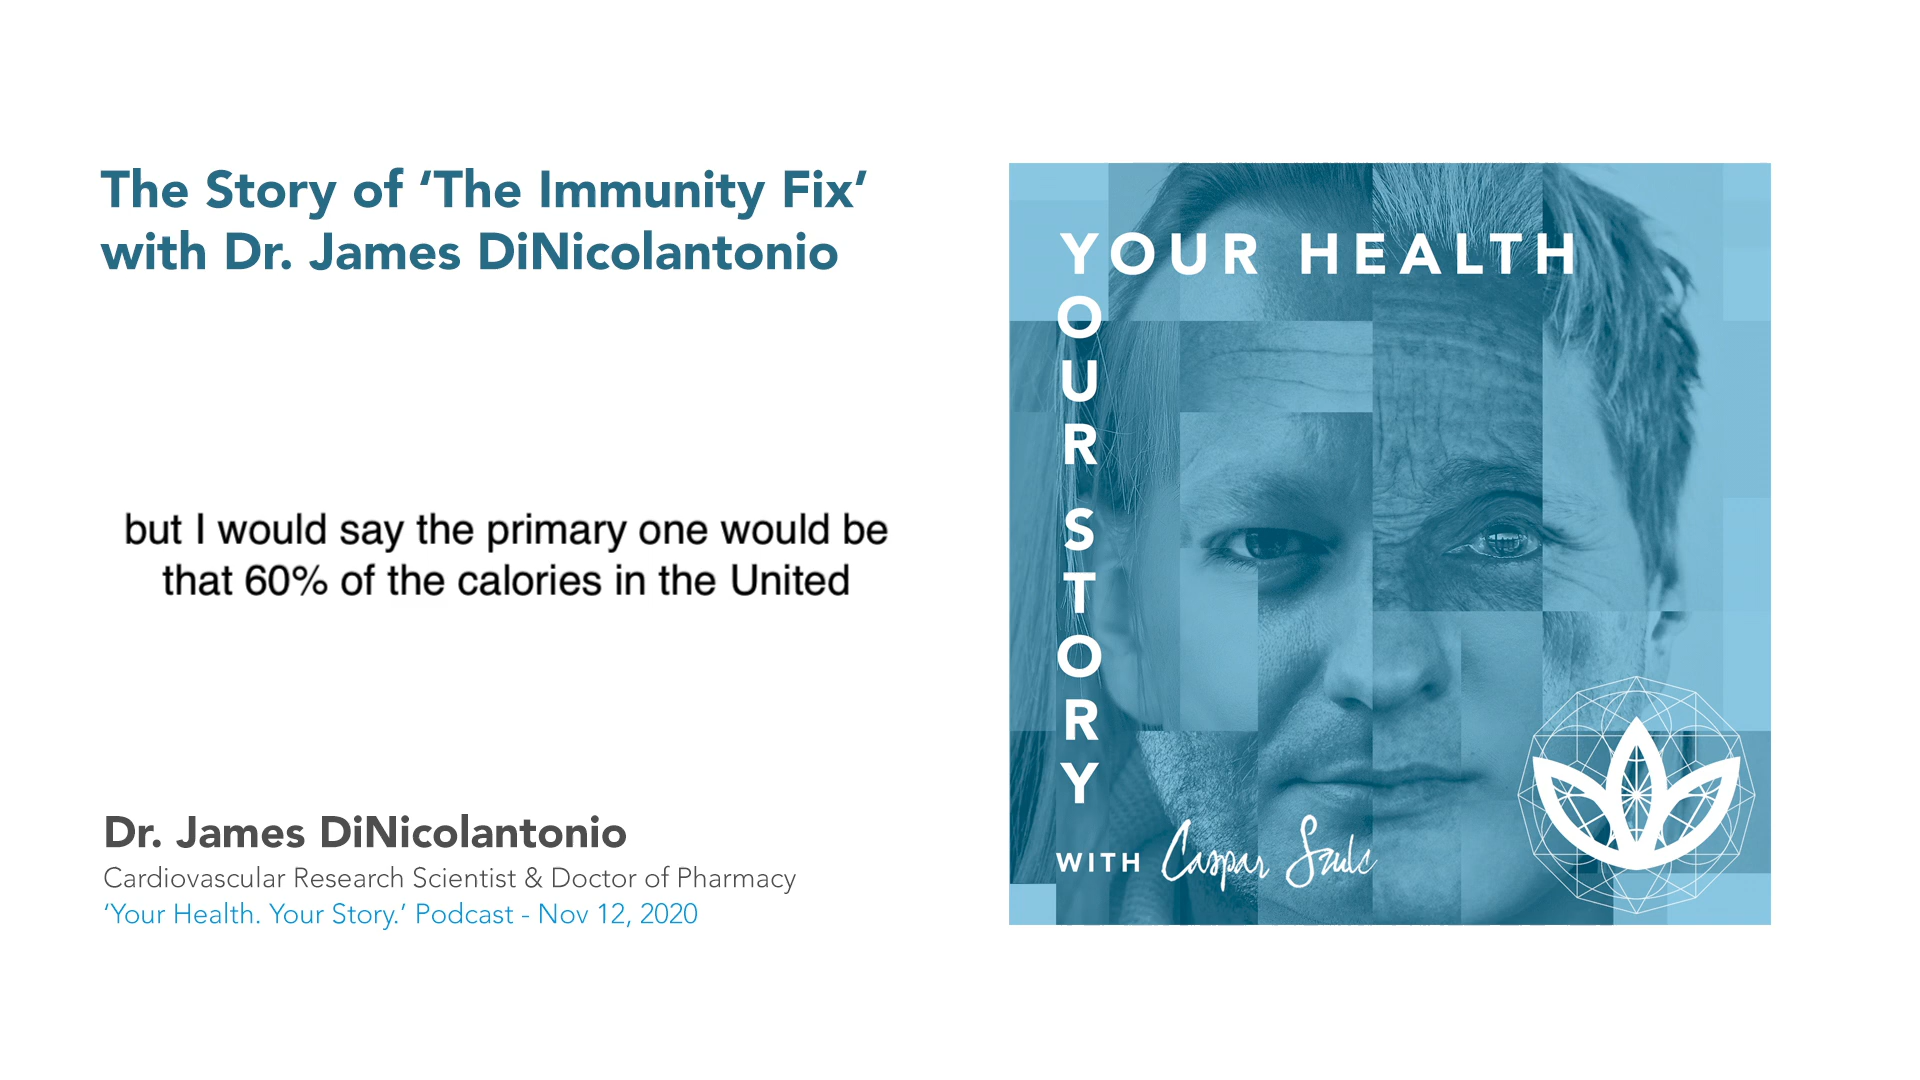 The Story of ‘The Immunity Fix’
with Dr. James DiNicolantonio
but I would say the primary one would be
that 60% of the calories in the United
Dr. James DiNicolantonio
Cardiovascular Research Scientist & Doctor of Pharmacy
‘Your Health. Your Story.’ Podcast - Nov 12, 2020
YOUR HEALTH
YOUR STORY
WITH Caspar Szulc